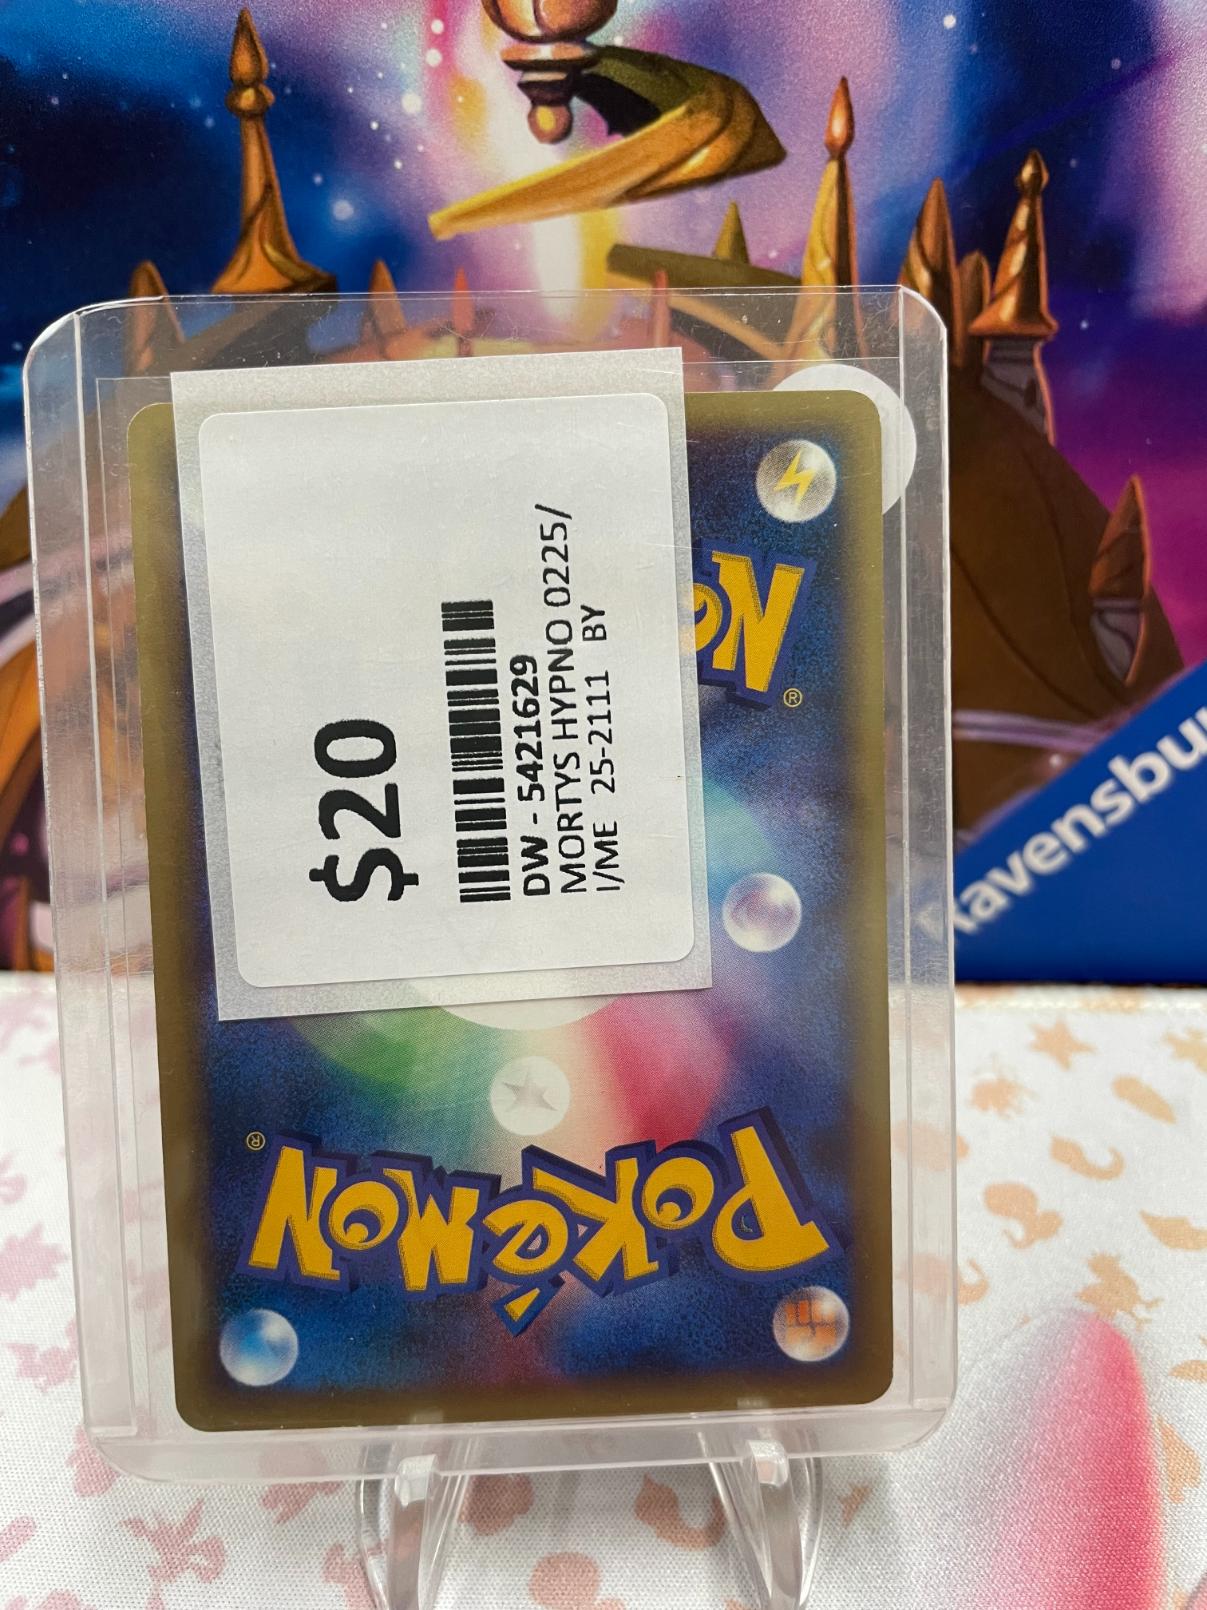 $20
DW - 5421629
MORTYS HYPNO 0225/
I/ME 25-2111 BY
®
POKéMON
®
Ravensbu